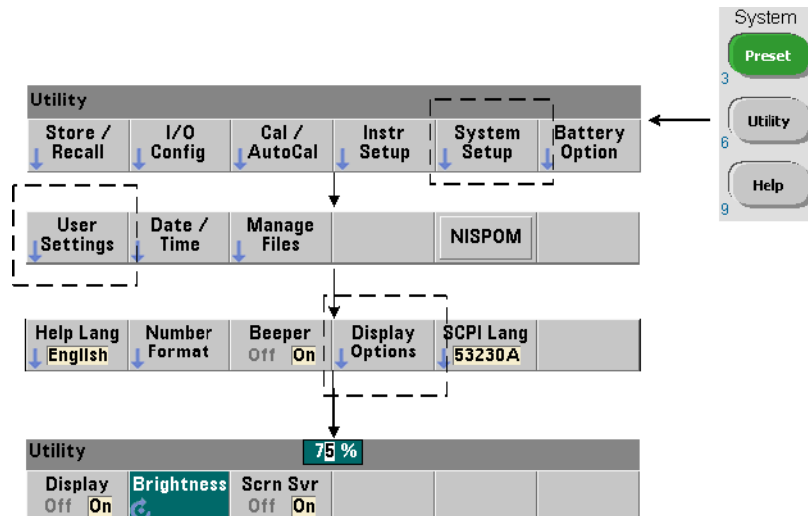 System
Preset
3
Utility
6
Help
9
Utility
Store / Recall
I/O Config
Cal / AutoCal
Instr Setup
System Setup
Battery Option
User Settings
Date / Time
Manage Files
NISPOM
Help Lang English
Number Format
Beeper Off On
Display Options
SCPI Lang 53230A
Utility
75 %
Display Off On
Brightness
Scrn Svr Off On